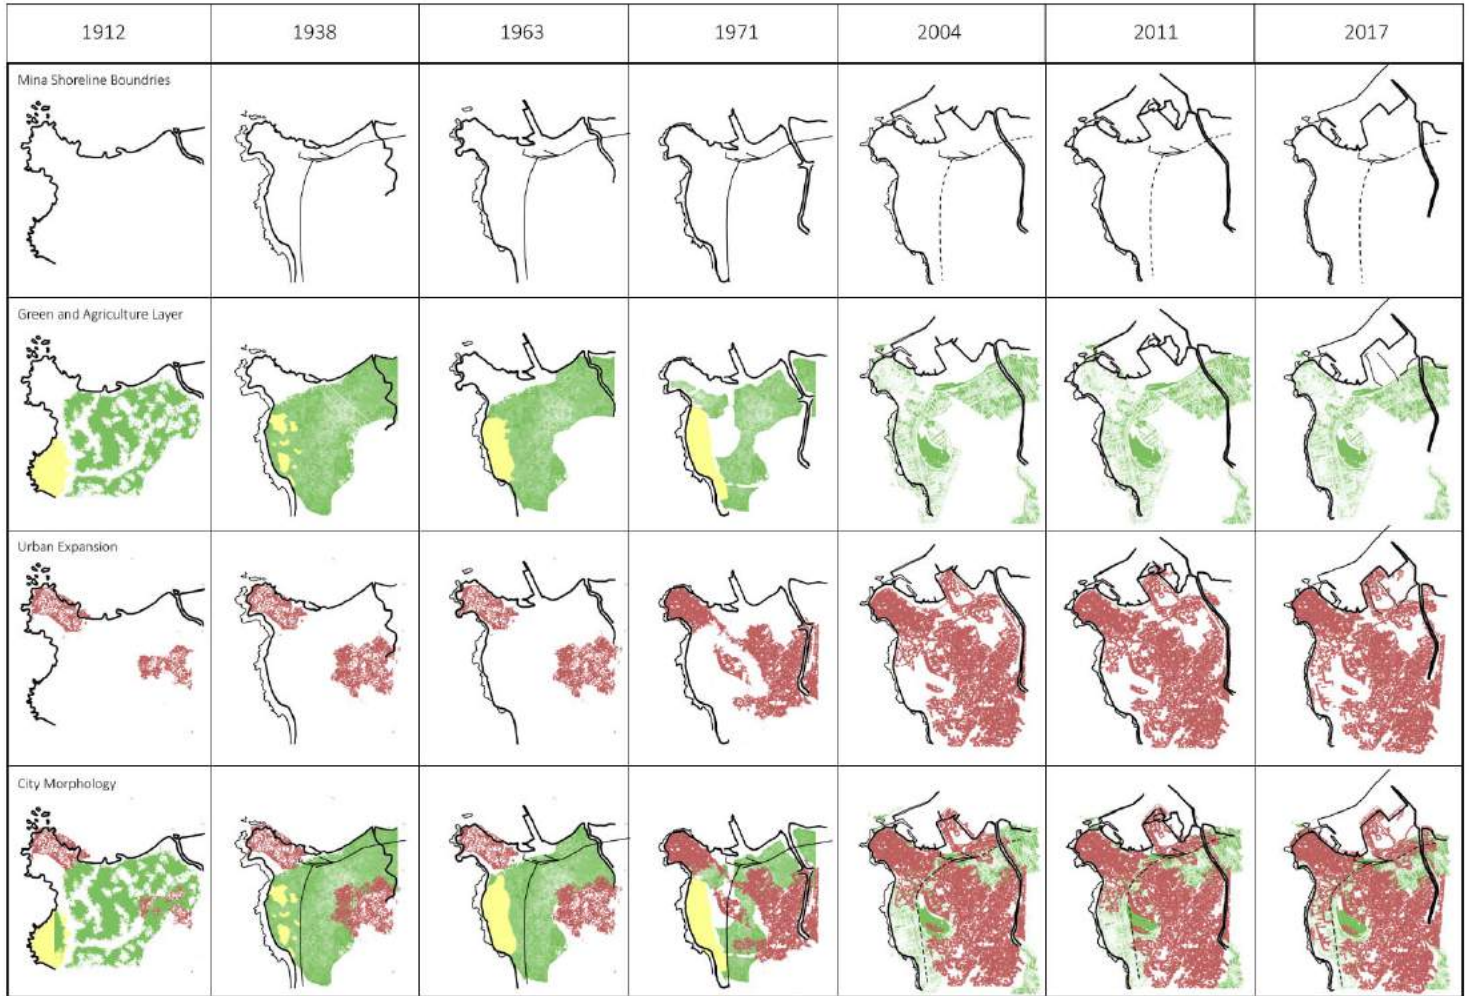 1912 1938 1963 1971 2004 2011 2017
Mina Shoreline Boundries
Green and Agriculture Layer
Urban Expansion
City Morphology